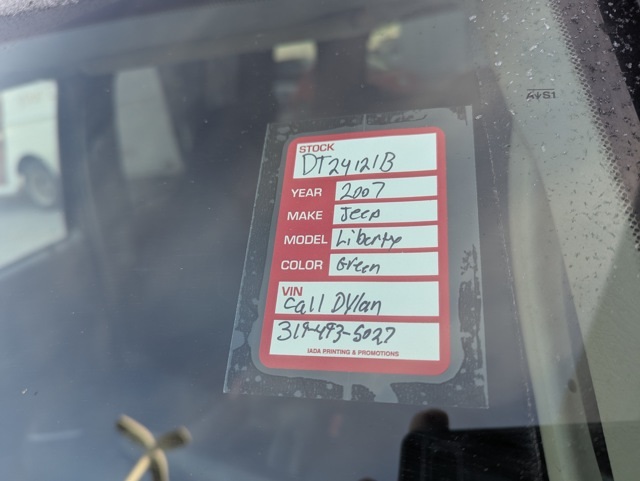 STOCK
DT24121B
YEAR 2007
MAKE Jeep
MODEL Liberty
COLOR Green
VIN
Call Dylan
319-493-5027
IADA PRINTING & PROMOTIONS
AS1